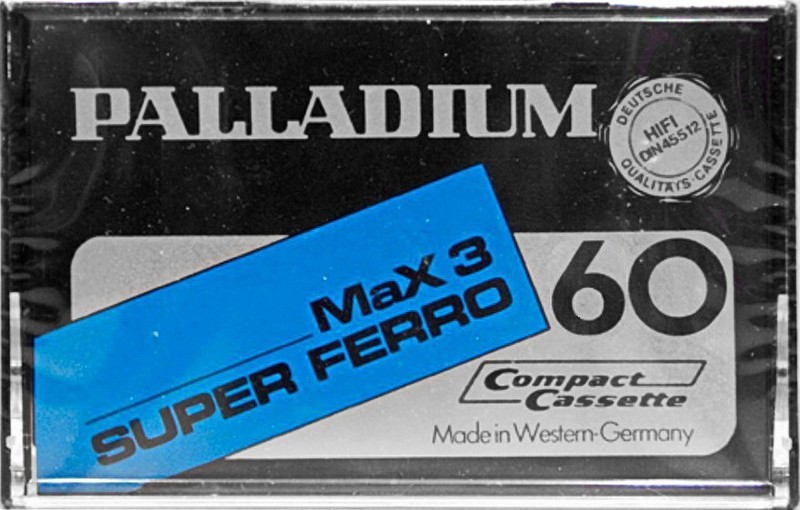 PALLADIUM
DEUTSCHE
HIFI
DIN 45512
QUALITÄTS-CASSETTE
MaX 3
SUPER FERRO
60
Compact
Cassette
Made in Western-Germany